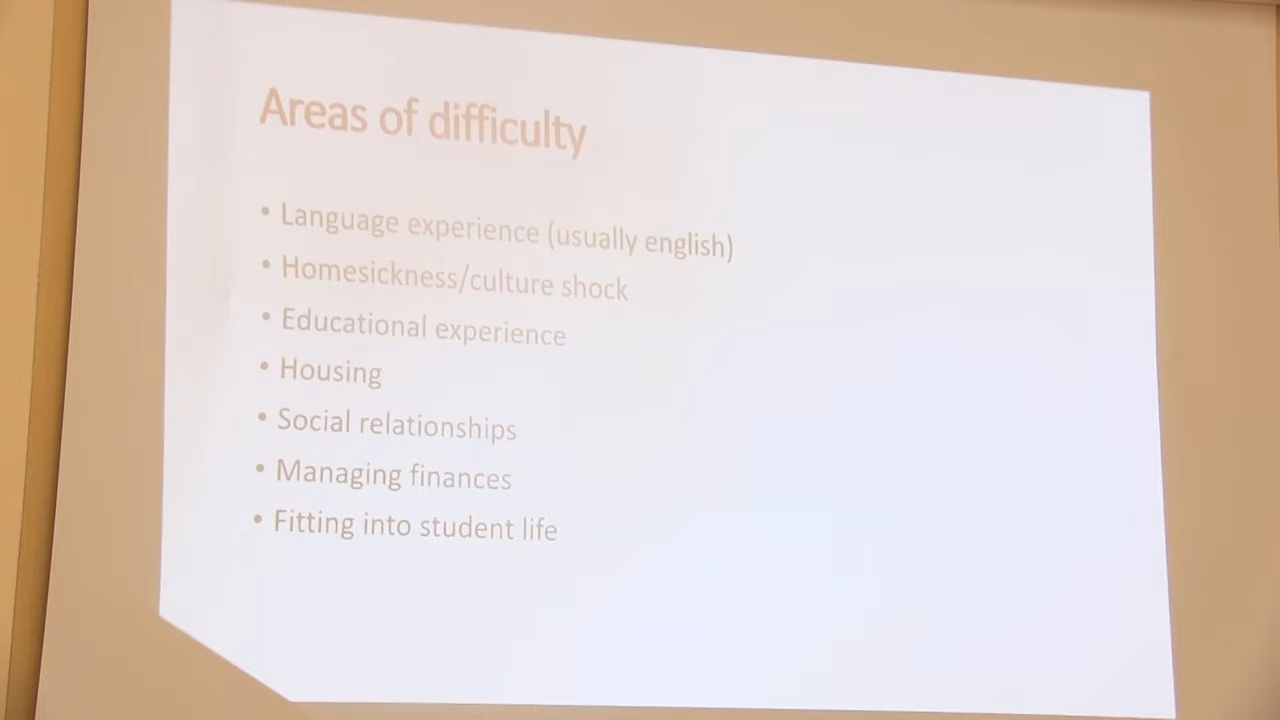 Areas of difficulty
• Language experience (usually english)
• Homesickness/culture shock
• Educational experience
• Housing
• Social relationships
• Managing finances
• Fitting into student life